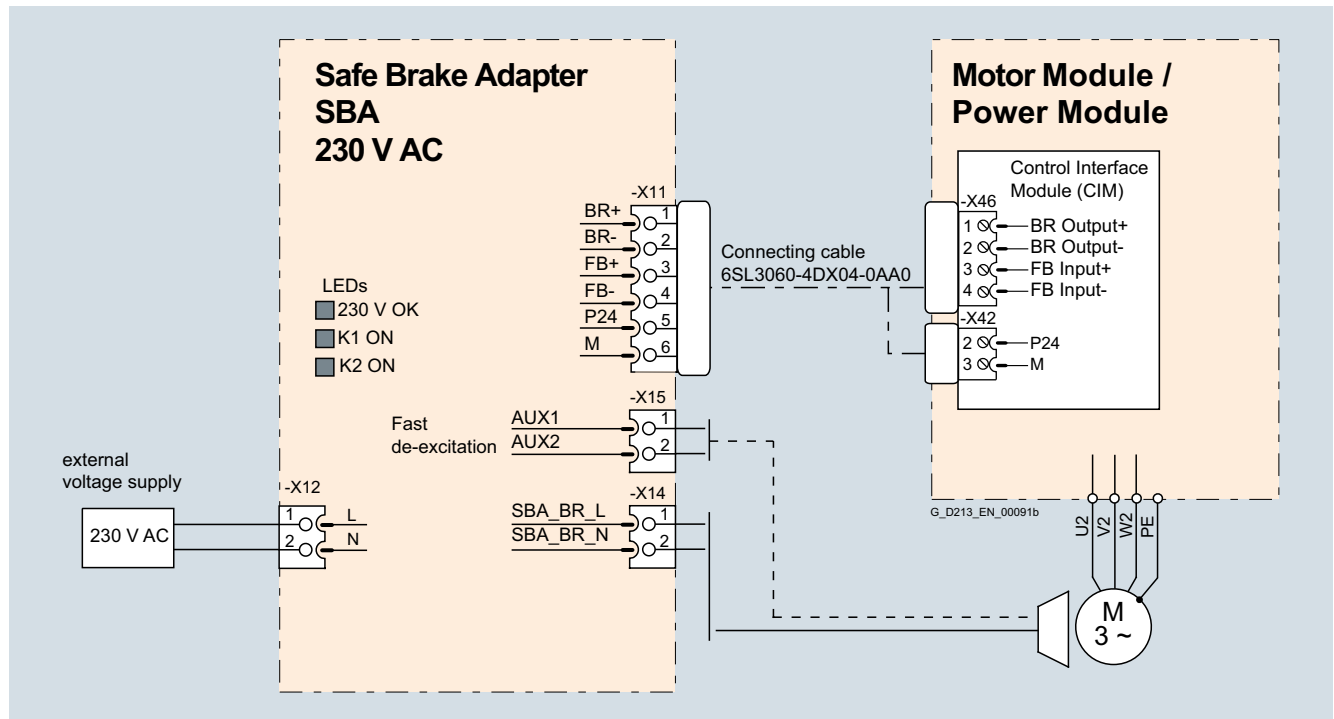 Safe Brake Adapter
SBA
230 V AC
LEDs
230 V OK
K1 ON
K2 ON
-X11
BR+ 1
BR- 2
FB+ 3
FB- 4
P24 5
M 6
Fast
de-excitation
-X15
AUX1 1
AUX2 2
-X14
SBA_BR_L 1
SBA_BR_N 2
external
voltage supply
230 V AC
-X12
1 L
2 N
Connecting cable
6SL3060-4DX04-0AA0
Motor Module /
Power Module
Control Interface
Module (CIM)
-X46
1 BR Output+
2 BR Output-
3 FB Input+
4 FB Input-
-X42
2 P24
3 M
G_D213_EN_00091b
U2
V2
W2
PE
M
3 ~